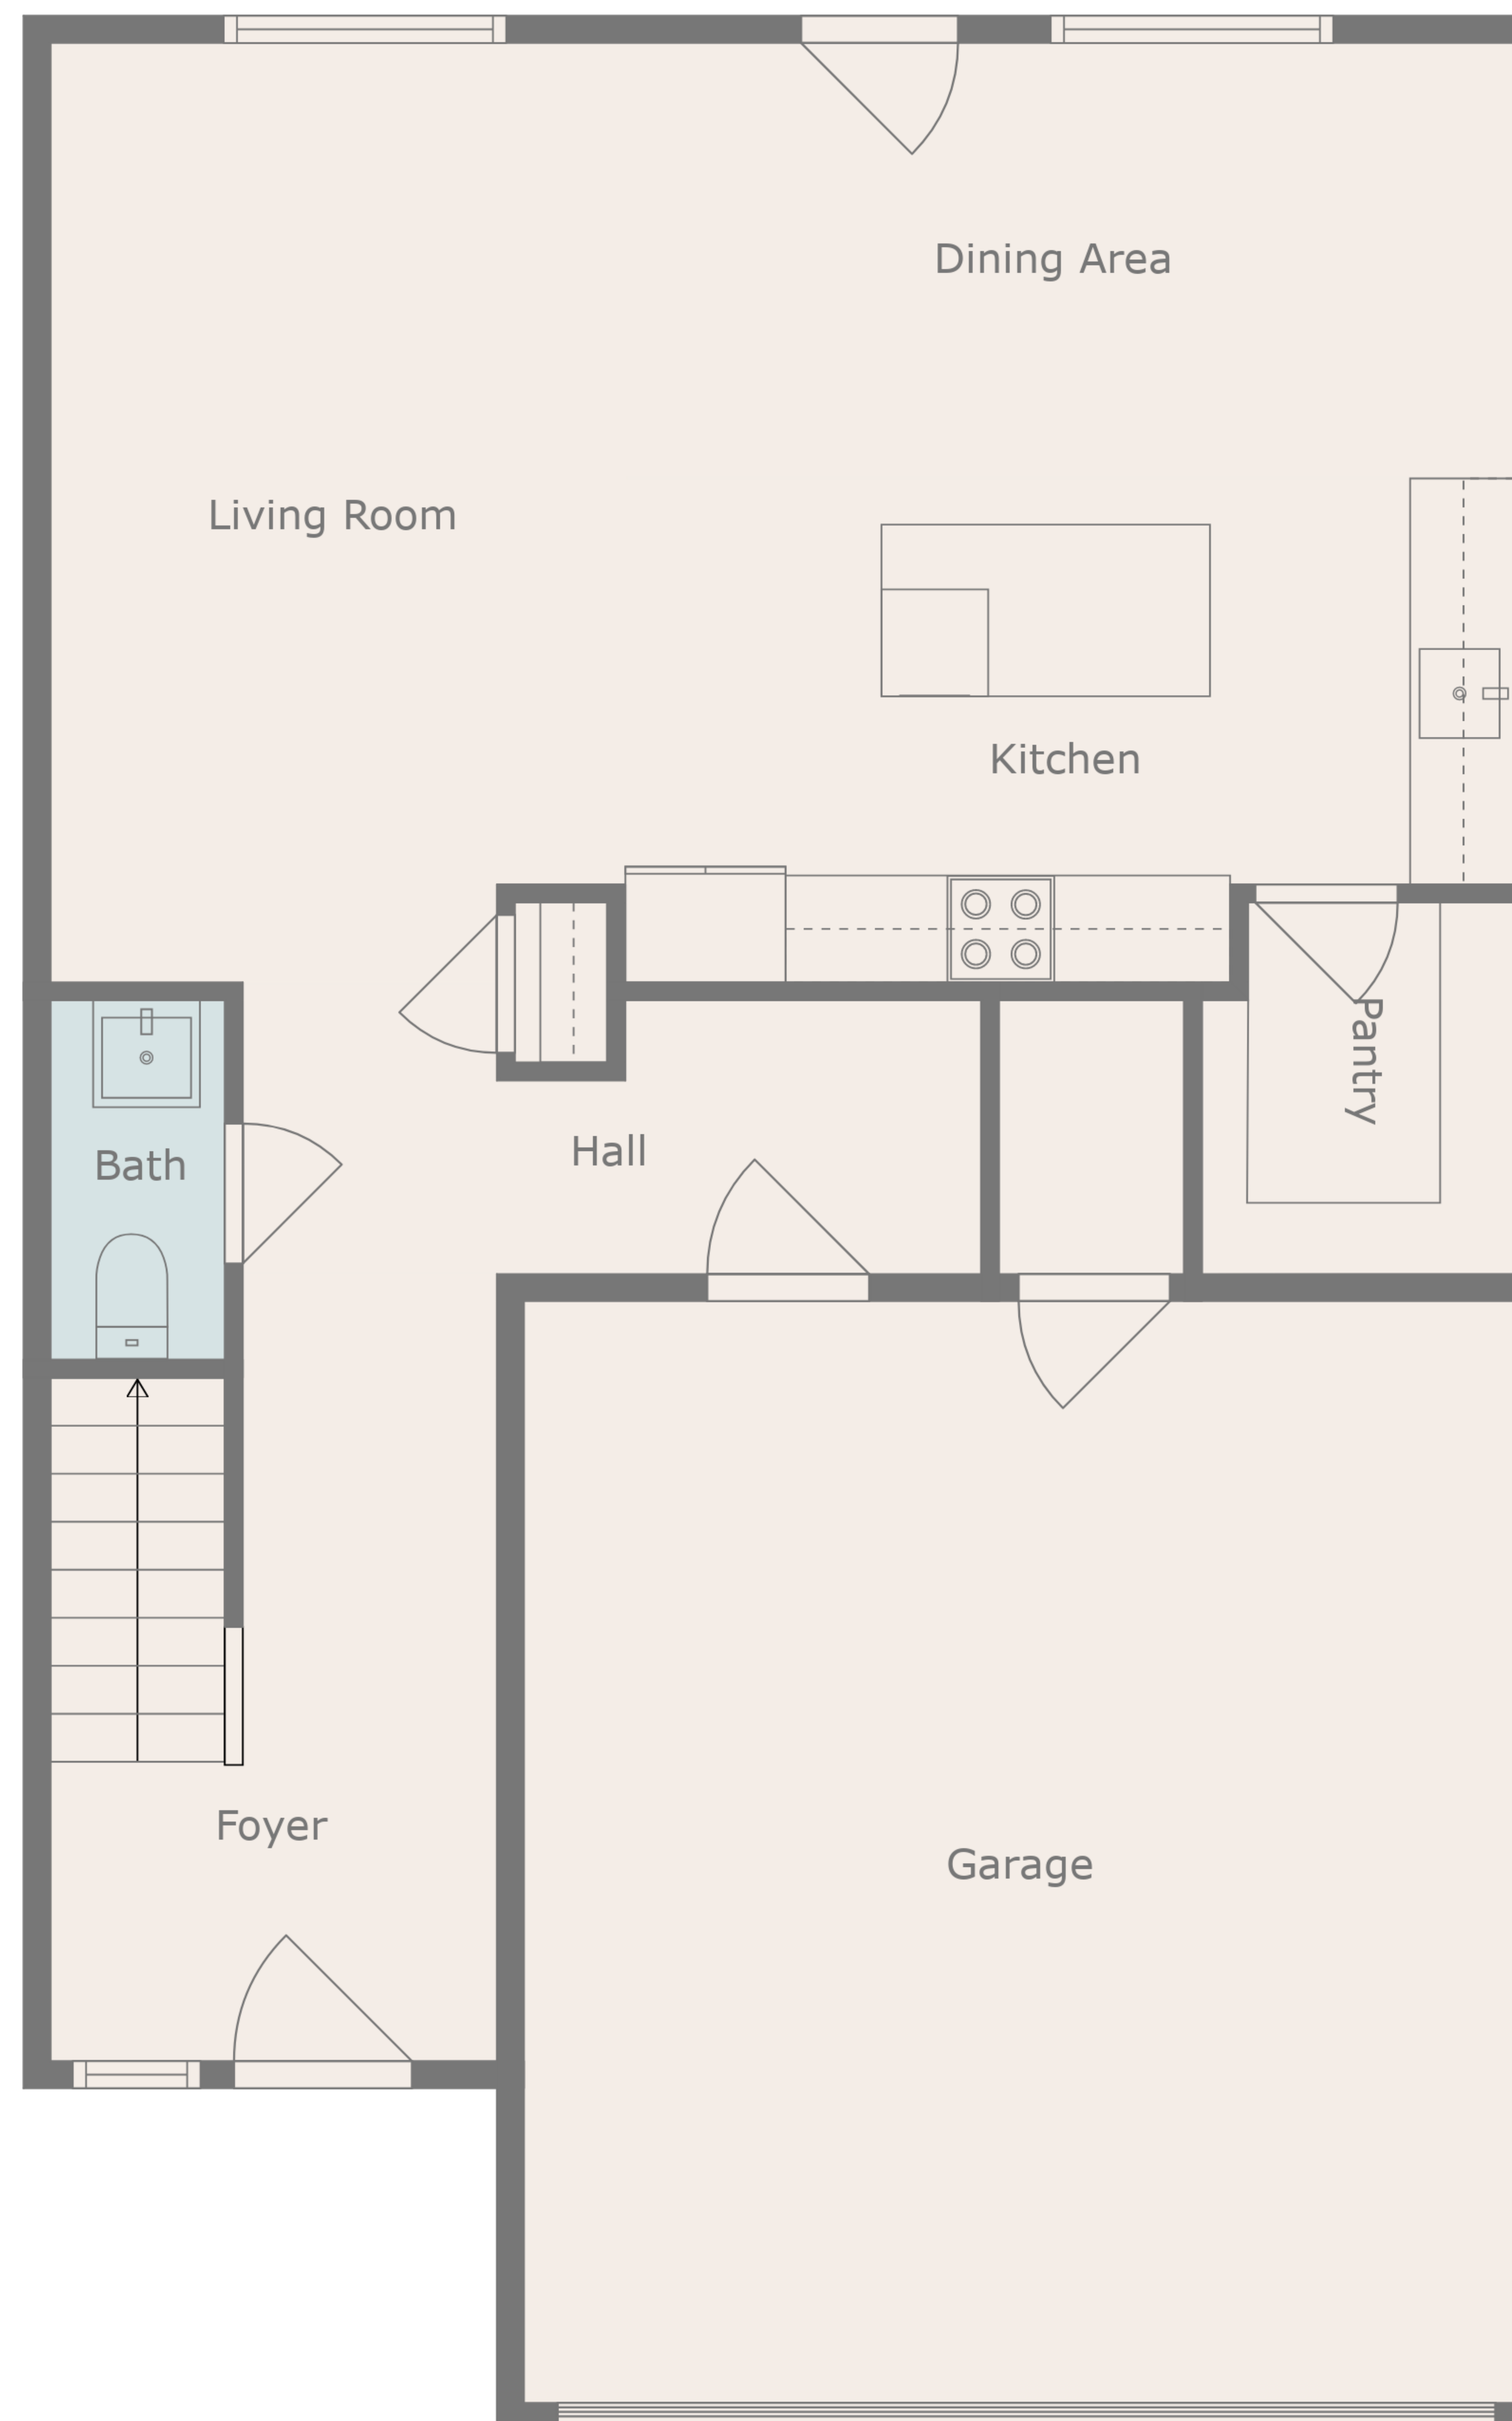 Dining Area
Living Room
Kitchen
Pantry
Hall
Bath
Foyer
Garage